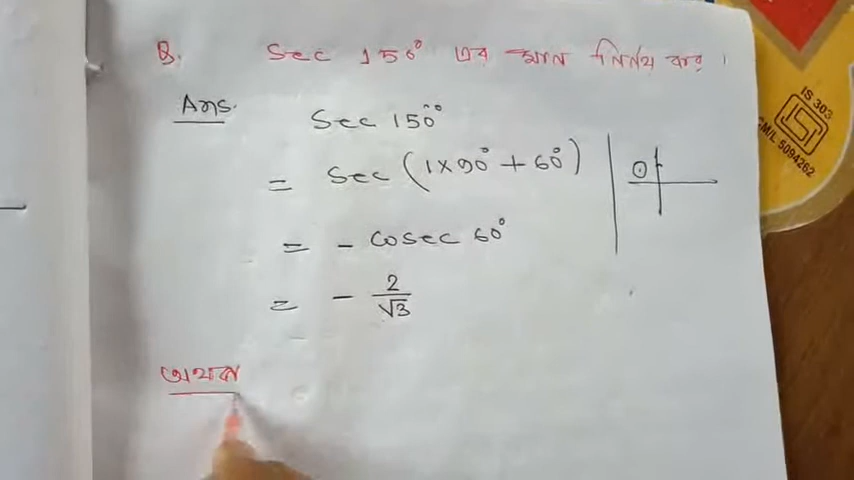 Q. Sec 150° এর মান নির্ণয় কর।
Ans. Sec 150°
= Sec (1×90° + 60°)
= - cosec 60°
= - 2/√3
অথবা
IS 303
CM/L 5094262